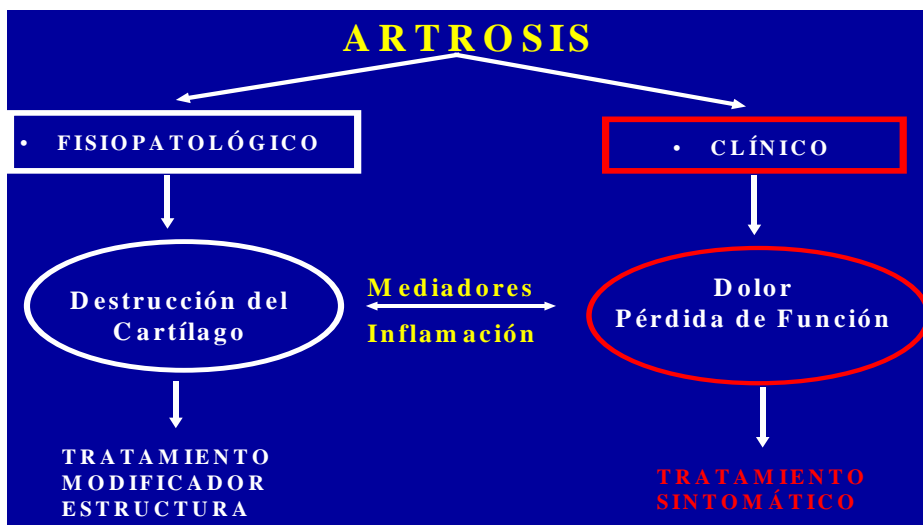 ARTROSIS
• FISIOPATOLÓGICO
• CLÍNICO
Destrucción del
Cartílago
Mediadores
Inflamación
Dolor
Pérdida de Función
TRATAMIENTO
MODIFICADOR
ESTRUCTURA
TRATAMIENTO
SINTOMÁTICO